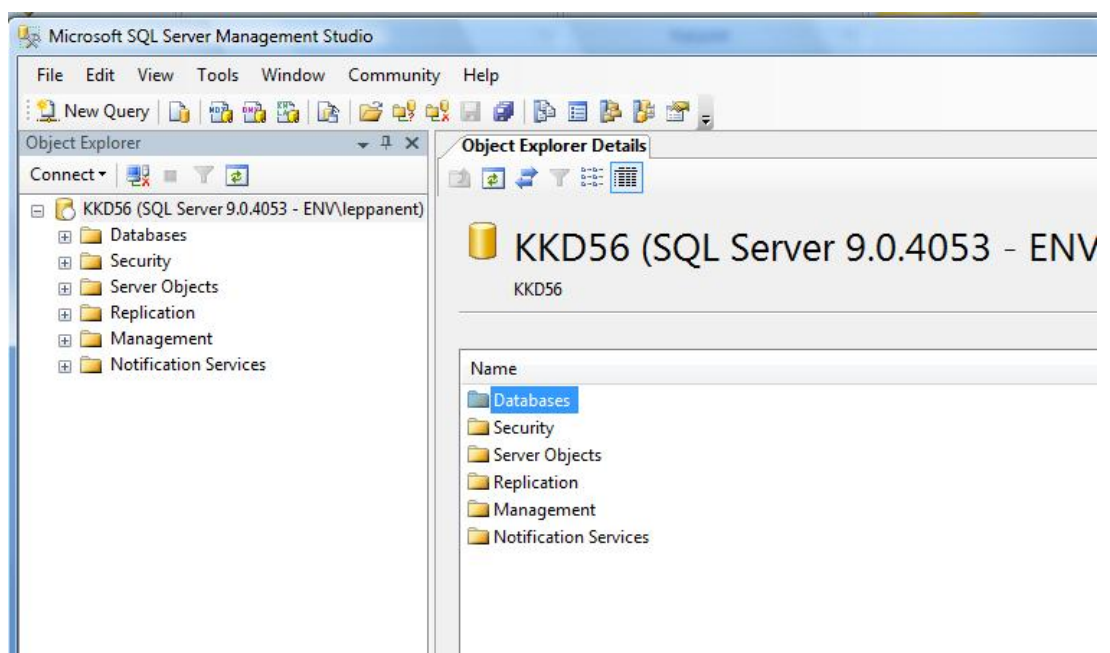 Microsoft SQL Server Management Studio
File Edit View Tools Window Community Help
New Query
Object Explorer
Connect
KKD56 (SQL Server 9.0.4053 - ENV\leppanent)
Databases
Security
Server Objects
Replication
Management
Notification Services
Object Explorer Details
KKD56 (SQL Server 9.0.4053 - ENV
KKD56
Name
Databases
Security
Server Objects
Replication
Management
Notification Services